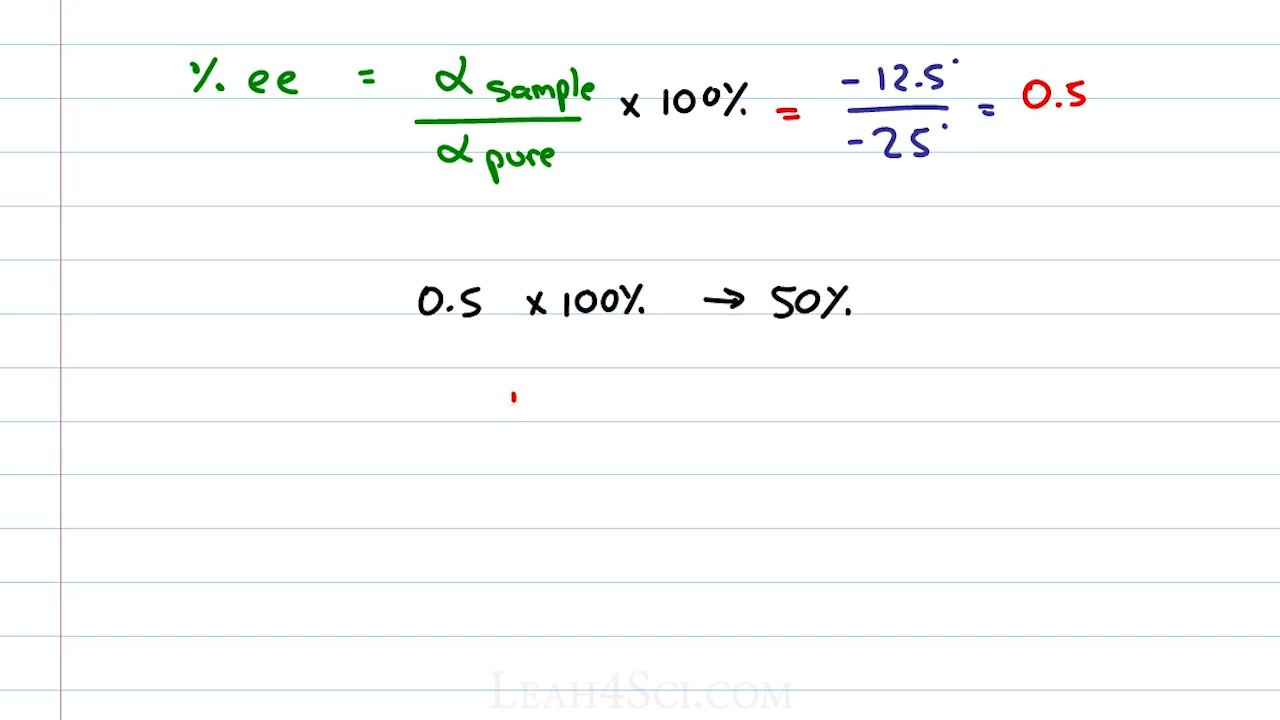 % ee = α sample / α pure x 100% = -12.5° / -25° = 0.5
0.5 x 100% → 50%
Leah4Sci.com